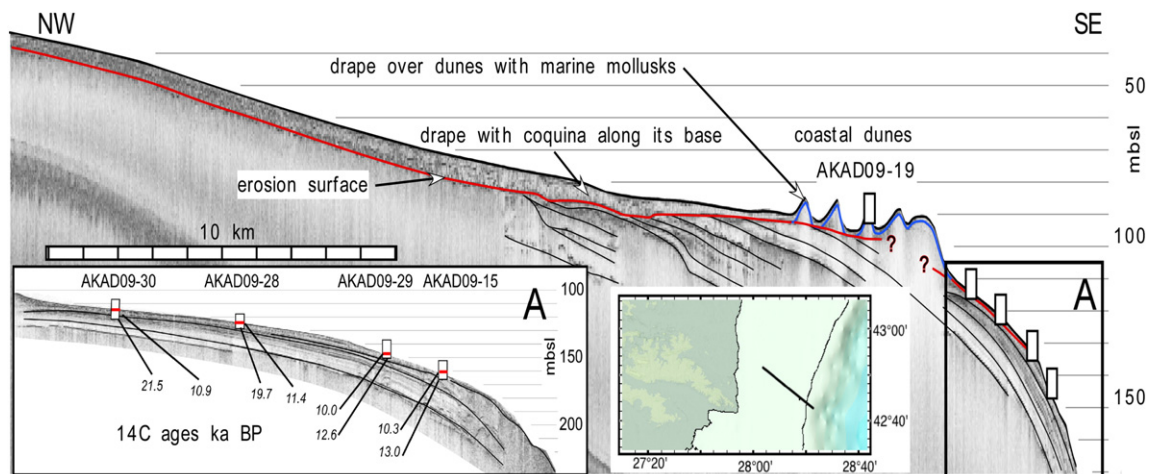 NW
SE
drape over dunes with marine mollusks
50
drape with coquina along its base
coastal dunes
mbsl
AKAD09-19
erosion surface
10 km
100
?
?
AKAD09-30
AKAD09-28
AKAD09-29
AKAD09-15
A
100
A
43°00'
mbsl
150
21.5
10.9
19.7
11.4
10.0
12.6
10.3
13.0
150
14C ages ka BP
200
42°40'
27°20'
28°00'
28°40'